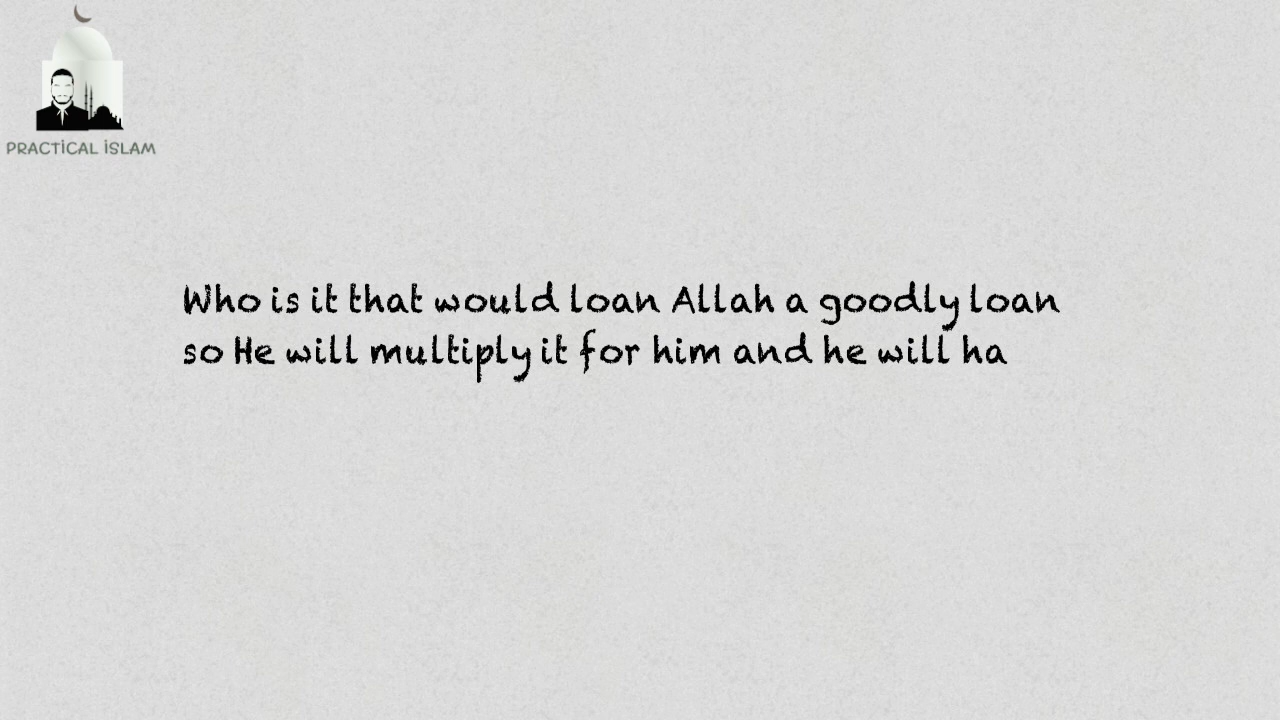 PRACTICAL ISLAM
Who is it that would loan Allah a goodly loan
so He will multiply it for him and he will ha